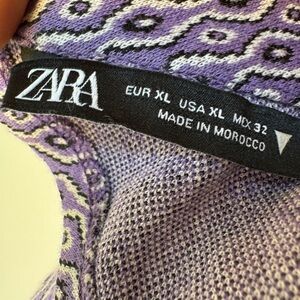 ZARA
EUR XL USA XL MEX 32
MADE IN MOROCCO